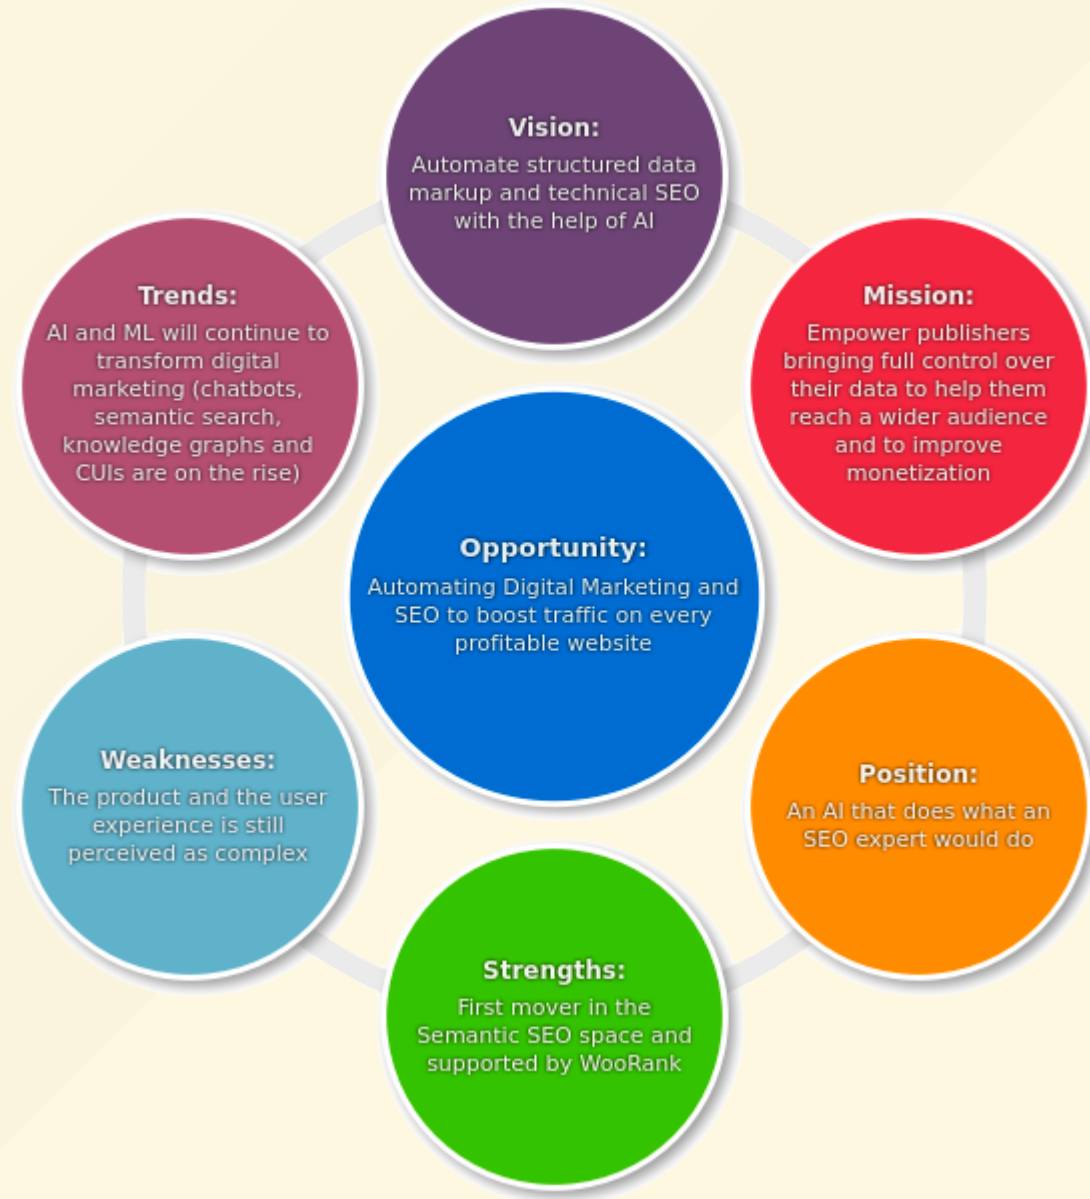 Vision:
Automate structured data
markup and technical SEO
with the help of AI
Trends:
AI and ML will continue to
transform digital
marketing (chatbots,
semantic search,
knowledge graphs and
CUIs are on the rise)
Mission:
Empower publishers
bringing full control over
their data to help them
reach a wider audience
and to improve
monetization
Opportunity:
Automating Digital Marketing and
SEO to boost traffic on every
profitable website
Weaknesses:
The product and the user
experience is still
perceived as complex
Position:
An AI that does what an
SEO expert would do
Strengths:
First mover in the
Semantic SEO space and
supported by WooRank